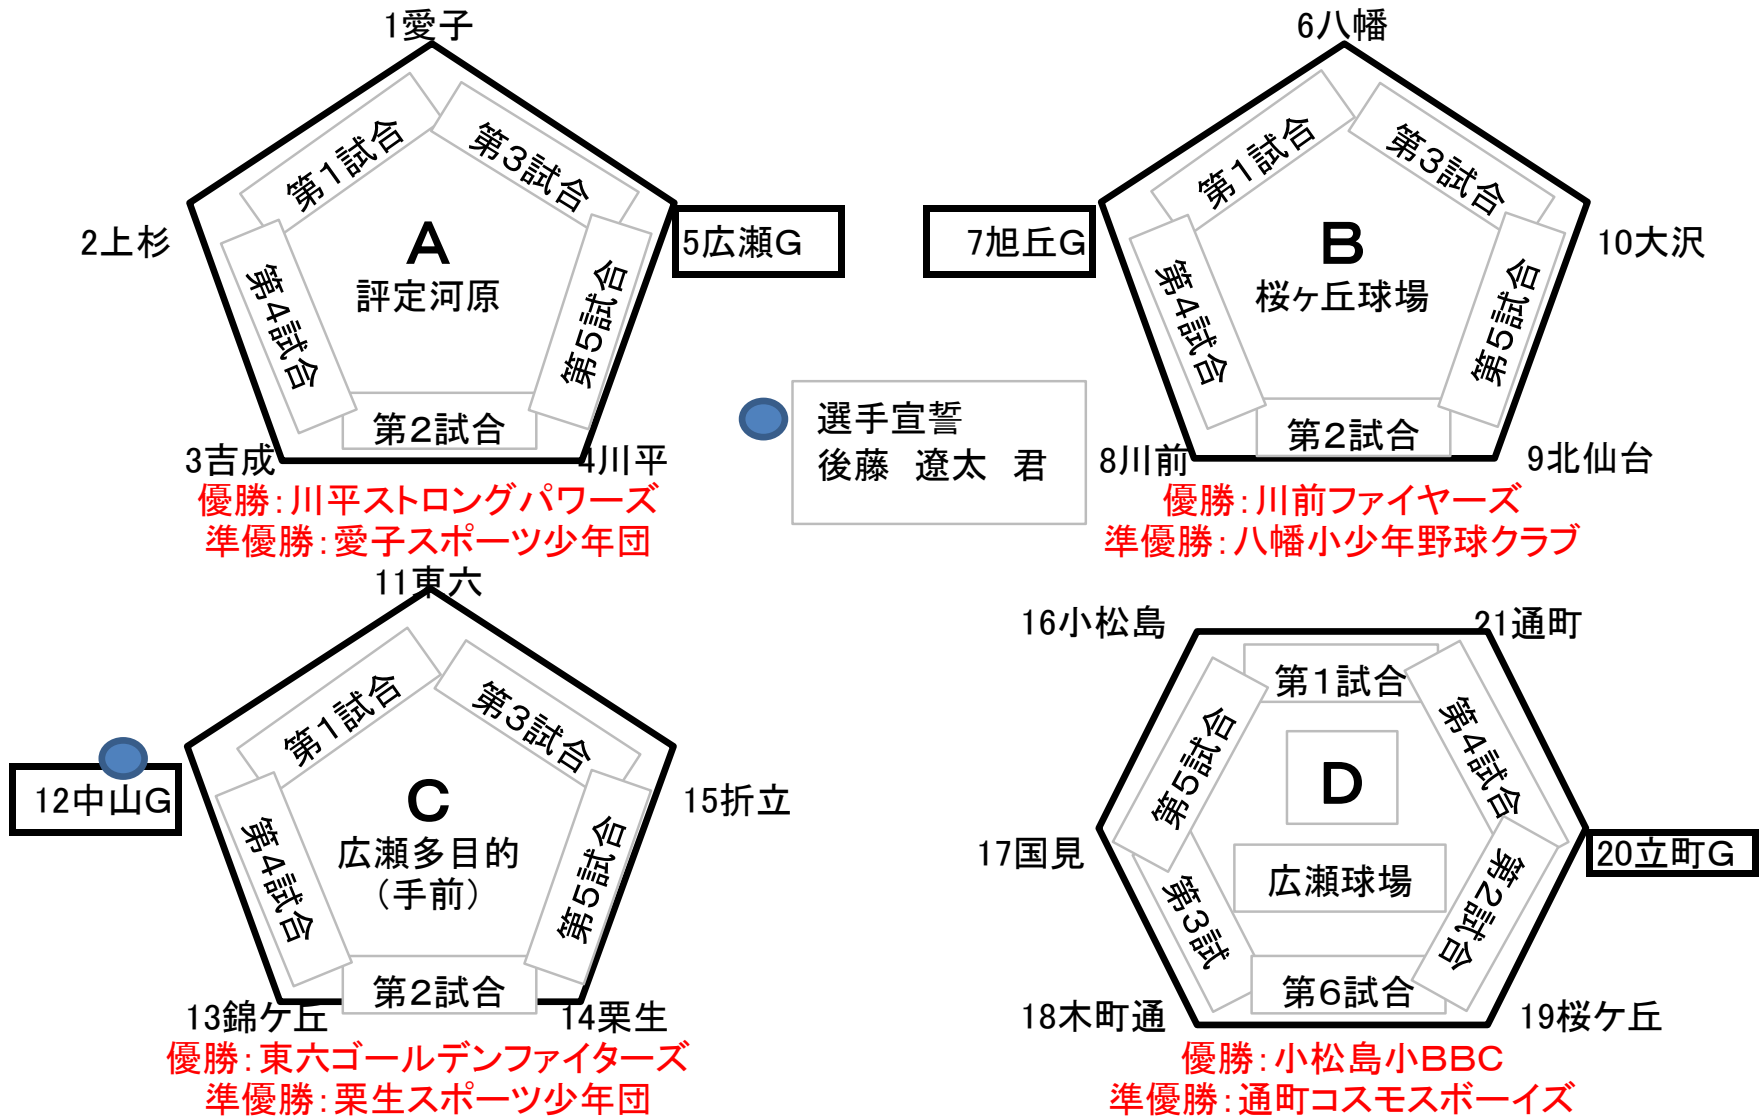 1愛子
第1試合
第3試合
2上杉
A
評定河原
5広瀬G
第4試合
第5試合
第2試合
3吉成
4川平
優勝：川平ストロングパワーズ
準優勝：愛子スポーツ少年団
6八幡
第1試合
第3試合
7旭丘G
B
桜ヶ丘球場
10大沢
第4試合
第5試合
第2試合
8川前
9北仙台
優勝：川前ファイヤーズ
準優勝：八幡小少年野球クラブ
選手宣誓
後藤　遼太　君
11東六
第1試合
第3試合
12中山G
C
広瀬多目的
（手前）
15折立
第4試合
第5試合
第2試合
13錦ケ丘
14栗生
優勝：東六ゴールデンファイターズ
準優勝：栗生スポーツ少年団
16小松島
21通町
第1試合
第5試合
第4試合
D
17国見
広瀬球場
20立町G
第3試
第2試合
第6試合
18木町通
19桜ケ丘
優勝：小松島小BBC
準優勝：通町コスモスボーイズ